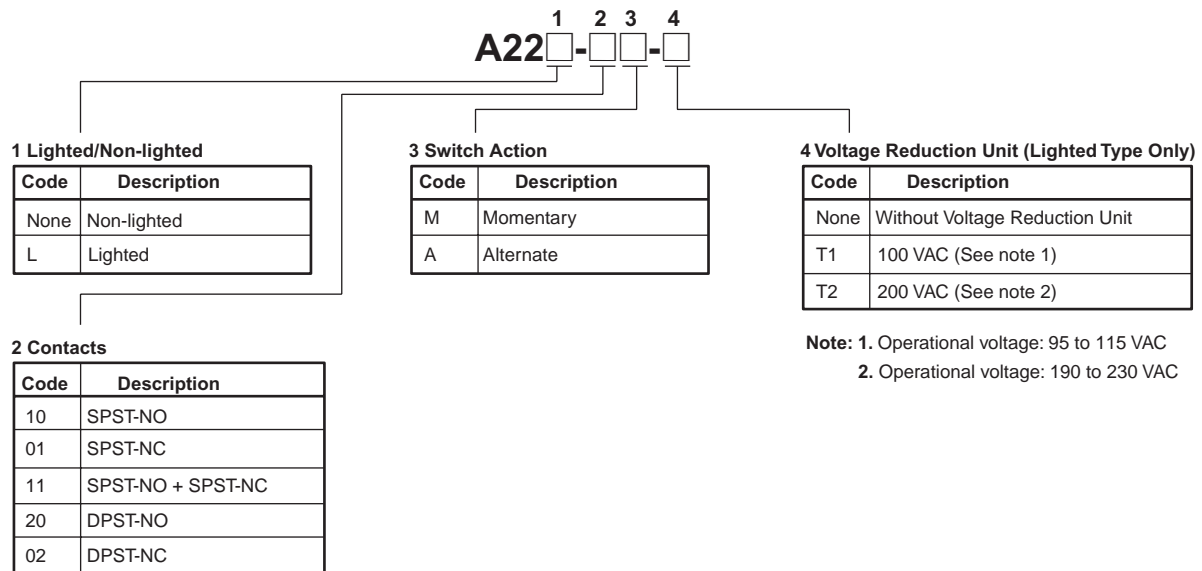 1 2 3 4
A22□-□□-□
1 Lighted/Non-lighted
Code Description
None Non-lighted
L Lighted
3 Switch Action
Code Description
M Momentary
A Alternate
4 Voltage Reduction Unit (Lighted Type Only)
Code Description
None Without Voltage Reduction Unit
T1 100 VAC (See note 1)
T2 200 VAC (See note 2)
Note: 1. Operational voltage: 95 to 115 VAC
2. Operational voltage: 190 to 230 VAC
2 Contacts
Code Description
10 SPST-NO
01 SPST-NC
11 SPST-NO + SPST-NC
20 DPST-NO
02 DPST-NC